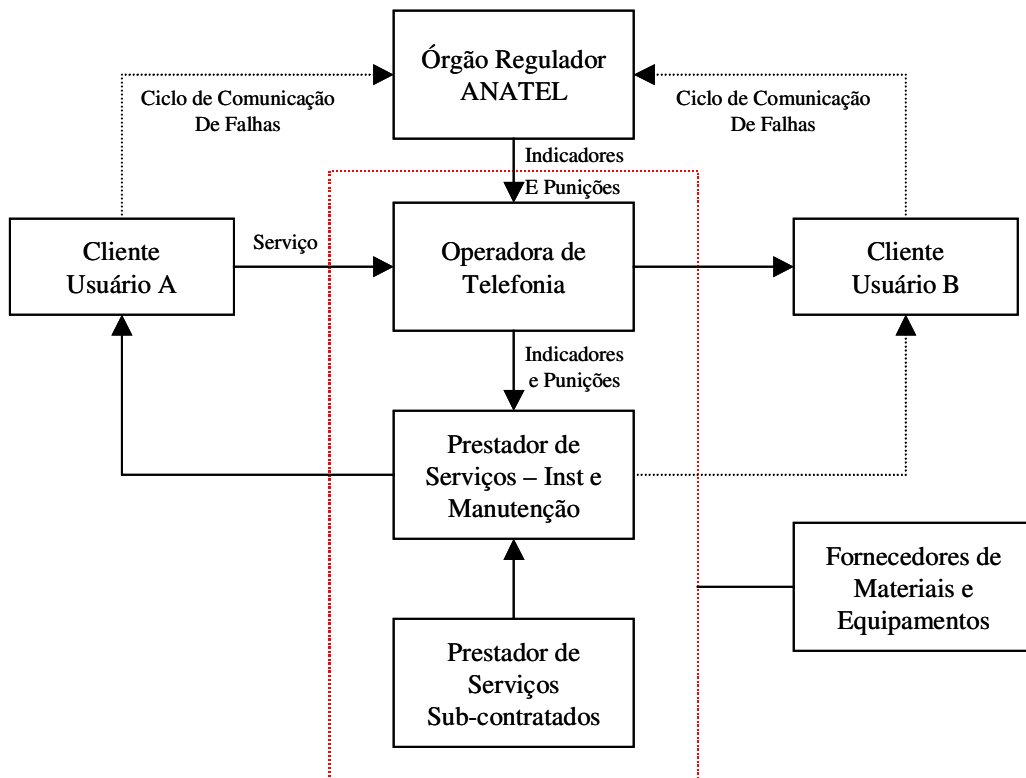 Órgão Regulador
ANATEL
Ciclo de Comunicação
De Falhas
Ciclo de Comunicação
De Falhas
Indicadores
E Punições
Cliente
Usuário A
Serviço
Operadora de
Telefonia
Cliente
Usuário B
Indicadores
e Punições
Prestador de
Serviços – Inst e
Manutenção
Fornecedores de
Materiais e
Equipamentos
Prestador de
Serviços
Sub-contratados